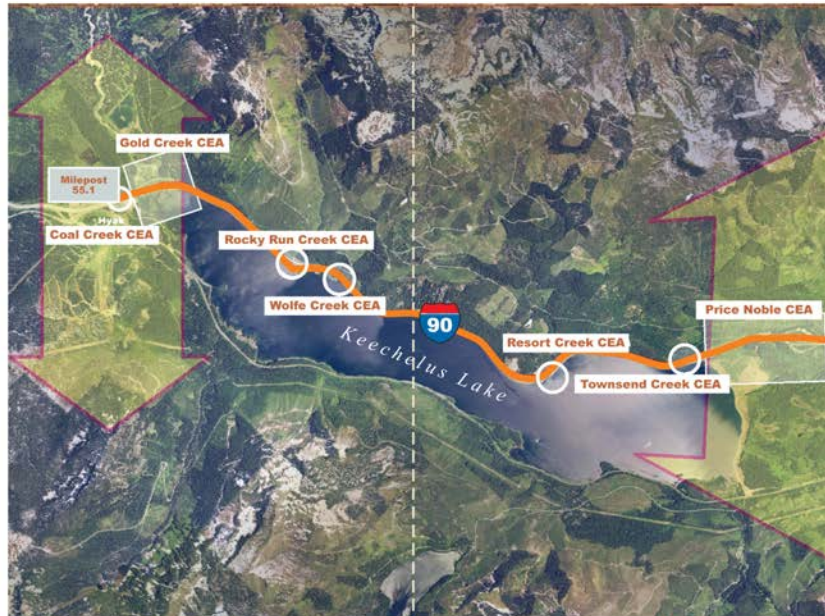 Gold Creek CEA
Milepost
55.1
Hyak
Coal Creek CEA
Rocky Run Creek CEA
Wolfe Creek CEA
90
Keechelus Lake
Resort Creek CEA
Townsend Creek CEA
Price Noble CEA